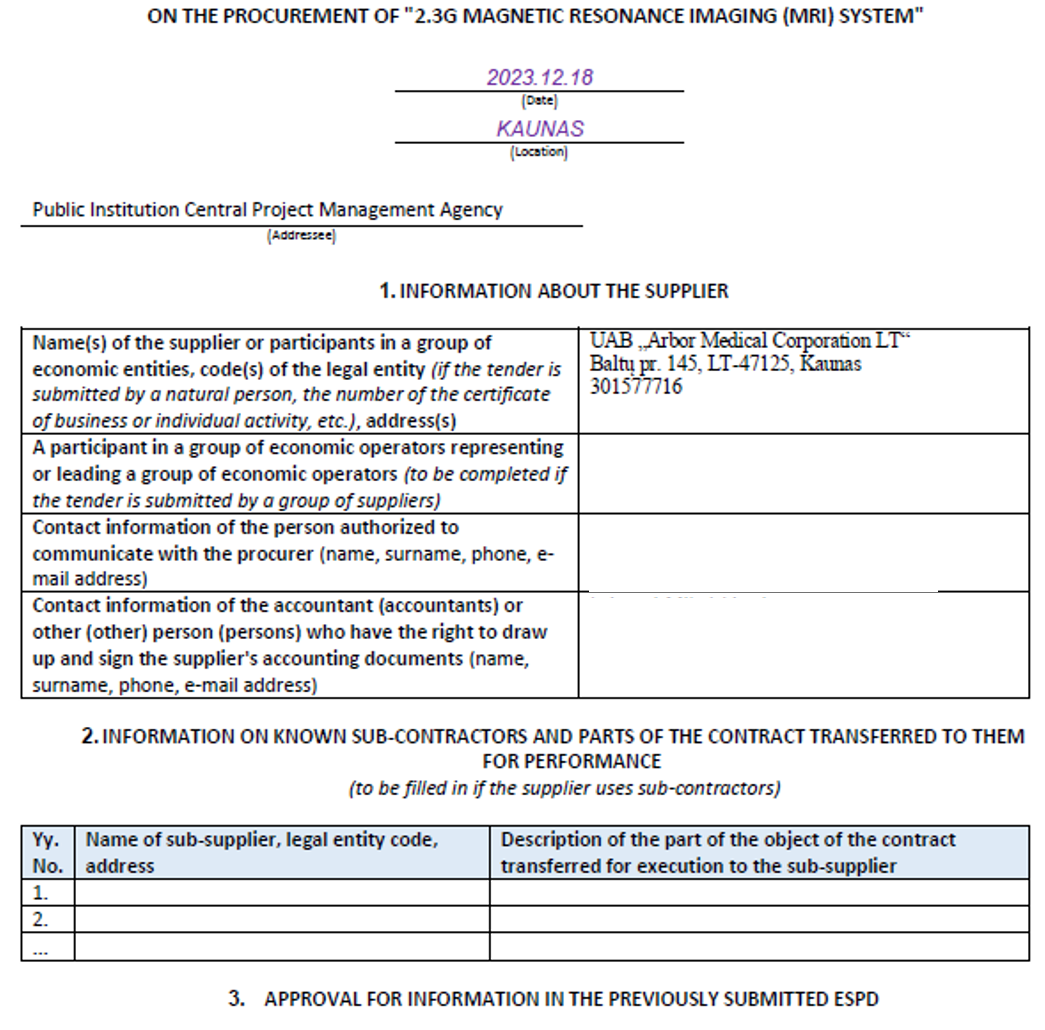 ON THE PROCUREMENT OF "2.3G MAGNETIC RESONANCE IMAGING (MRI) SYSTEM"
2023.12.18
(Date)
KAUNAS
(Location)
Public Institution Central Project Management Agency
(Addressee)
1. INFORMATION ABOUT THE SUPPLIER
Name(s) of the supplier or participants in a group of
economic entities, code(s) of the legal entity (if the tender is
submitted by a natural person, the number of the certificate
of business or individual activity, etc.), address(s)
UAB „Arbor Medical Corporation LT“
Baltų pr. 145, LT-47125, Kaunas
301577716
A participant in a group of economic operators representing
or leading a group of economic operators (to be completed if
the tender is submitted by a group of suppliers)
Contact information of the person authorized to
communicate with the procurer (name, surname, phone, e-
mail address)
Contact information of the accountant (accountants) or
other (other) person (persons) who have the right to draw
up and sign the supplier's accounting documents (name,
surname, phone, e-mail address)
2. INFORMATION ON KNOWN SUB-CONTRACTORS AND PARTS OF THE CONTRACT TRANSFERRED TO THEM
FOR PERFORMANCE
(to be filled in if the supplier uses sub-contractors)
Yy.
No.
Name of sub-supplier, legal entity code,
address
Description of the part of the object of the contract
transferred for execution to the sub-supplier
1.
2.
...
3. APPROVAL FOR INFORMATION IN THE PREVIOUSLY SUBMITTED ESPD